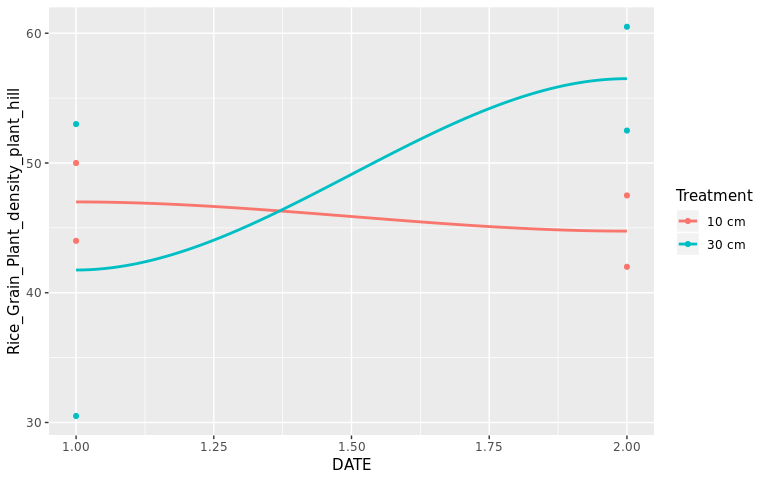 60
50
40
30
Rice_Grain_Plant_density_plant_hill
1.00
1.25
1.50
1.75
2.00
DATE
Treatment
10 cm
30 cm